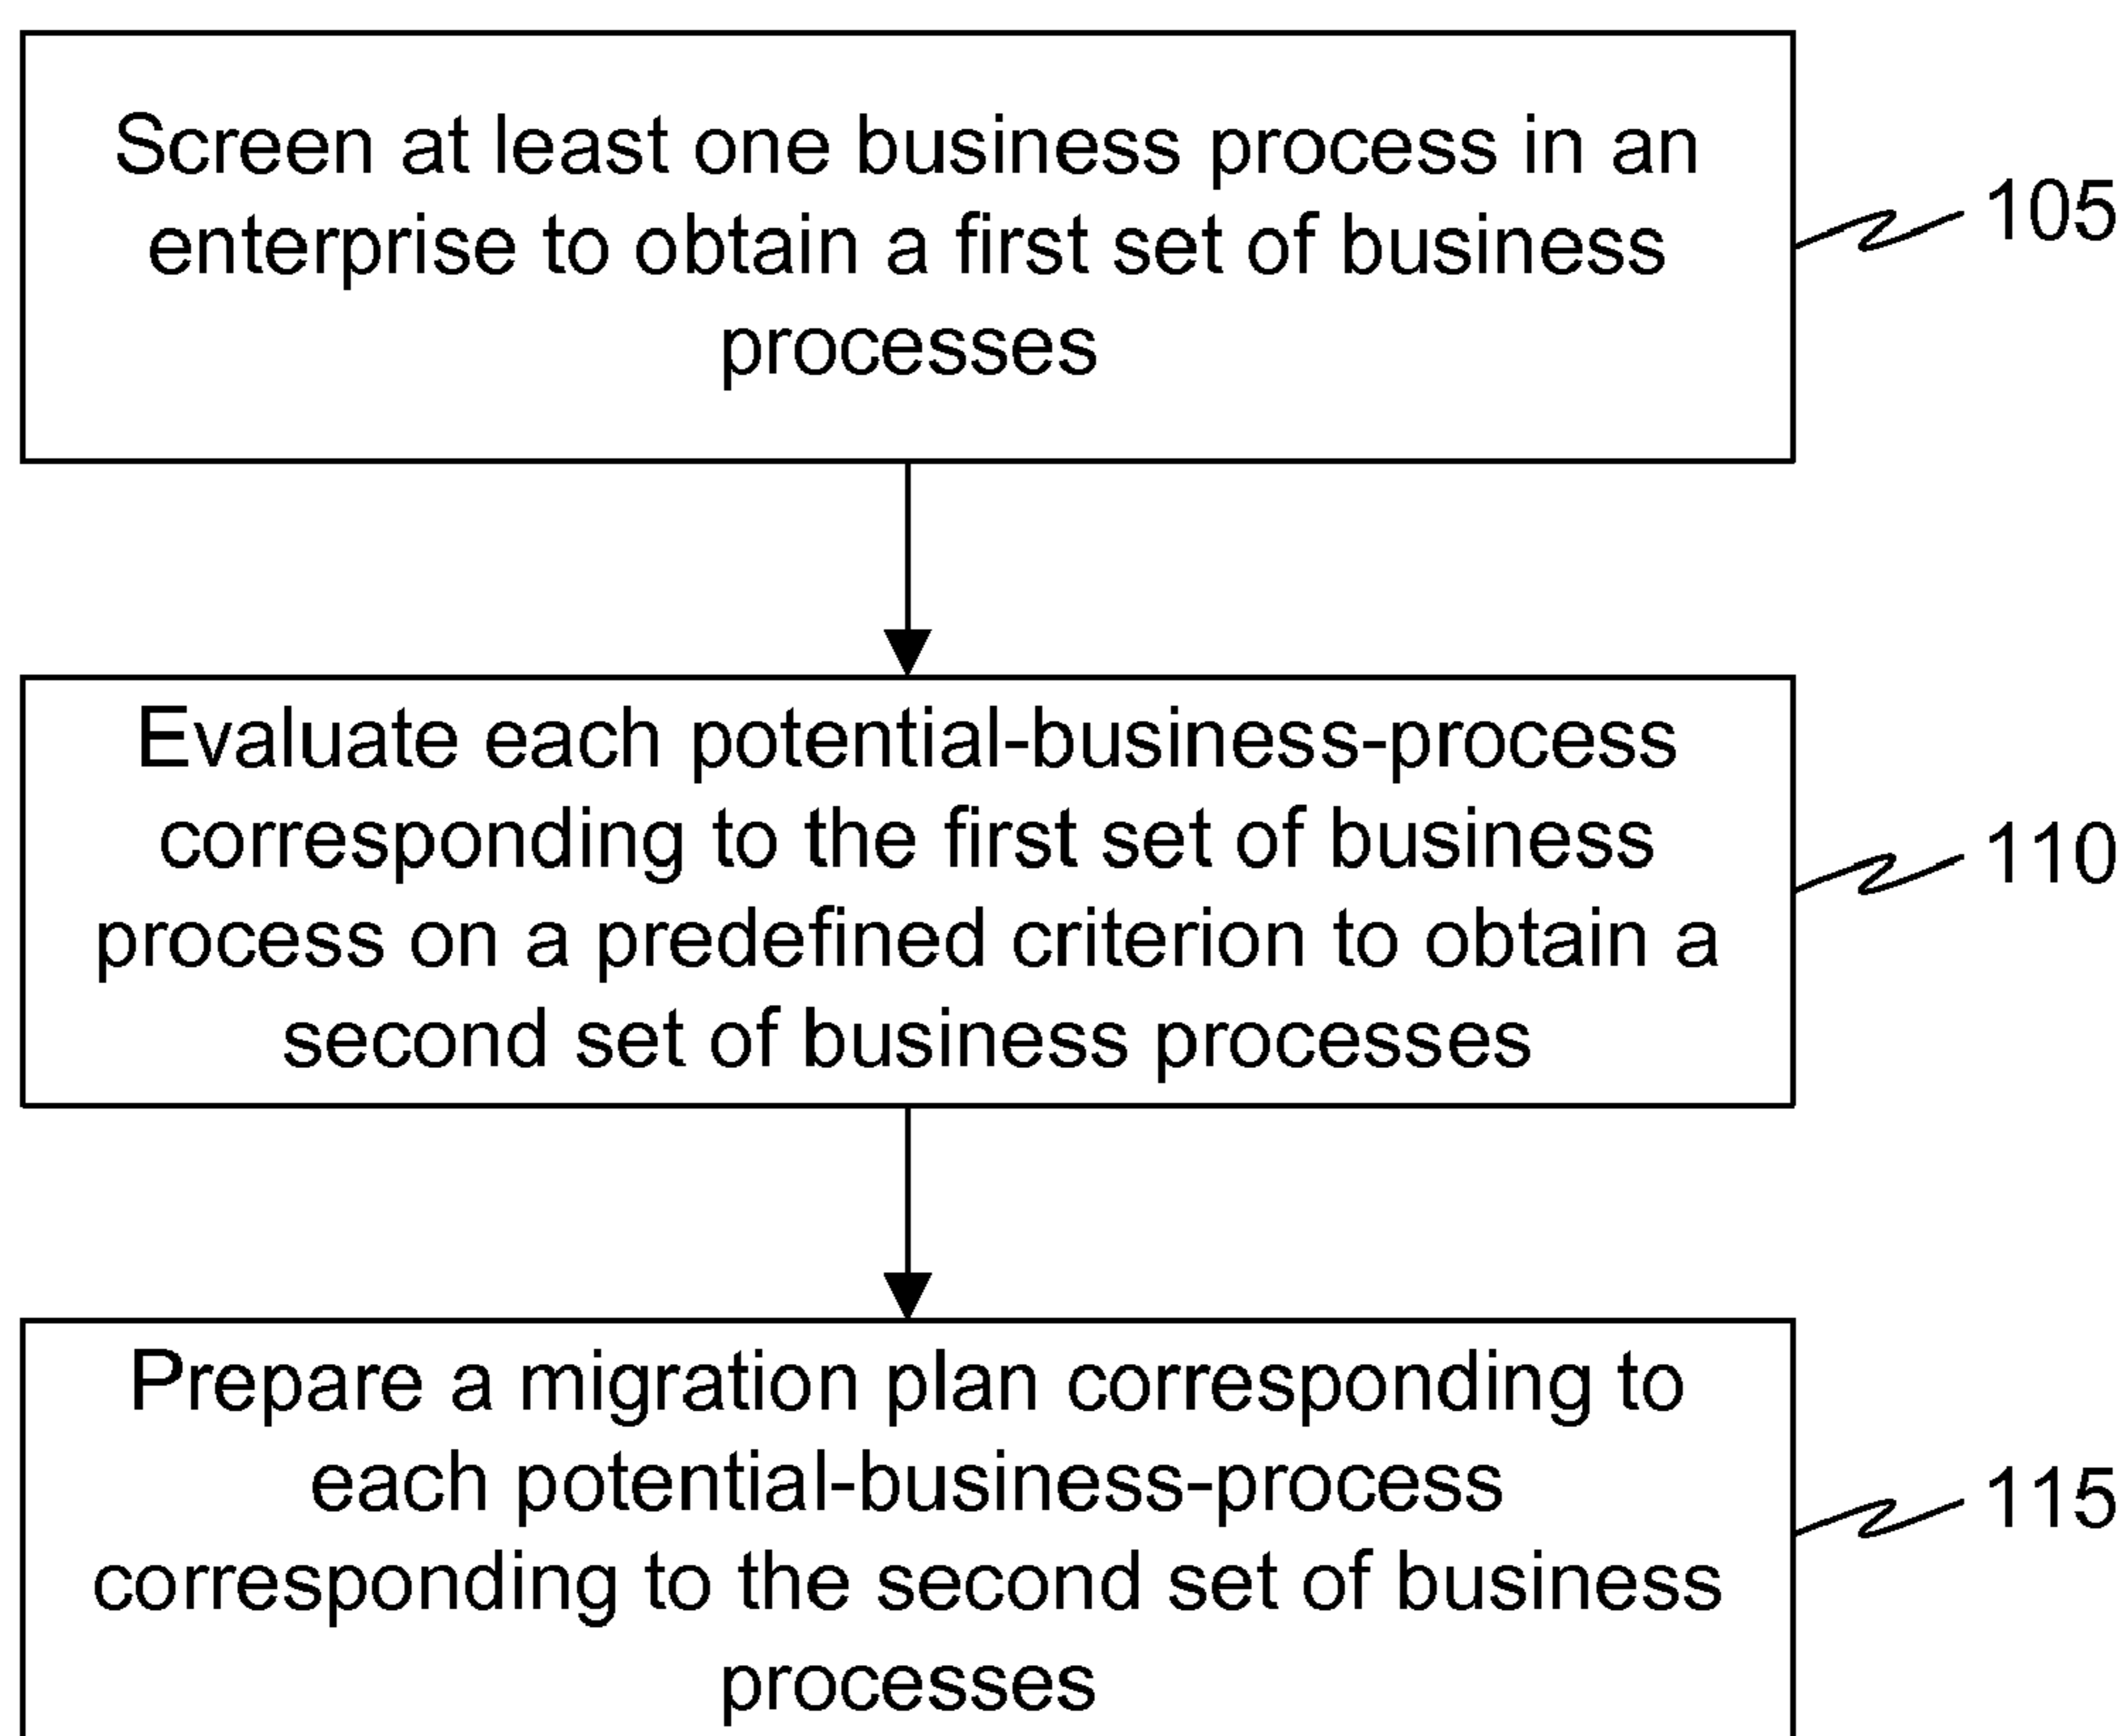 Screen at least one business process in an
enterprise to obtain a first set of business
processes
105
Evaluate each potential-business-process
corresponding to the first set of business
process on a predefined criterion to obtain a
second set of business processes
110
Prepare a migration plan corresponding to
each potential-business-process
corresponding to the second set of business
processes
115